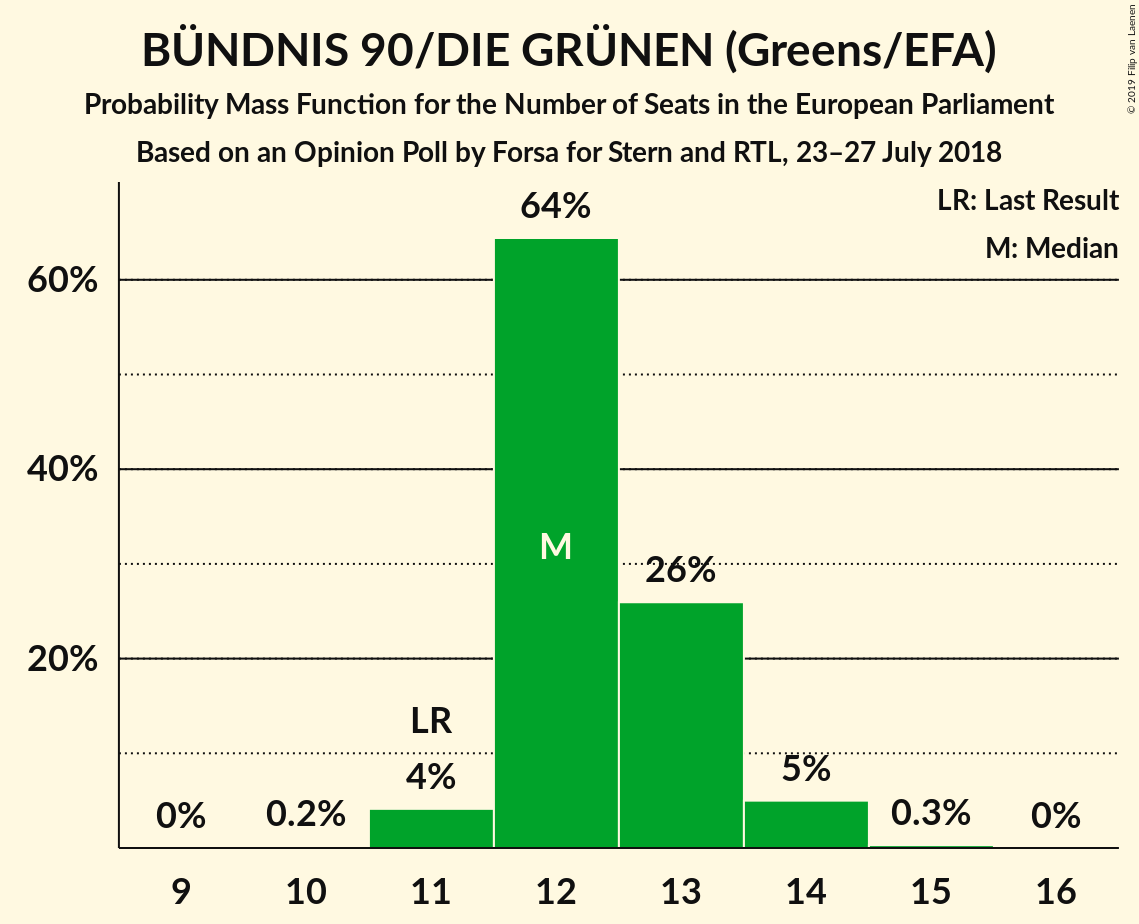 BÜNDNIS 90/DIE GRÜNEN (Greens/EFA)
Probability Mass Function for the Number of Seats in the European Parliament
Based on an Opinion Poll by Forsa for Stern and RTL, 23–27 July 2018
© 2019 Filip van Laenen
LR: Last Result
M: Median
60%
40%
20%
0%
0.2%
LR
4%
64%
M
26%
5%
0.3%
0%
9 10 11 12 13 14 15 16